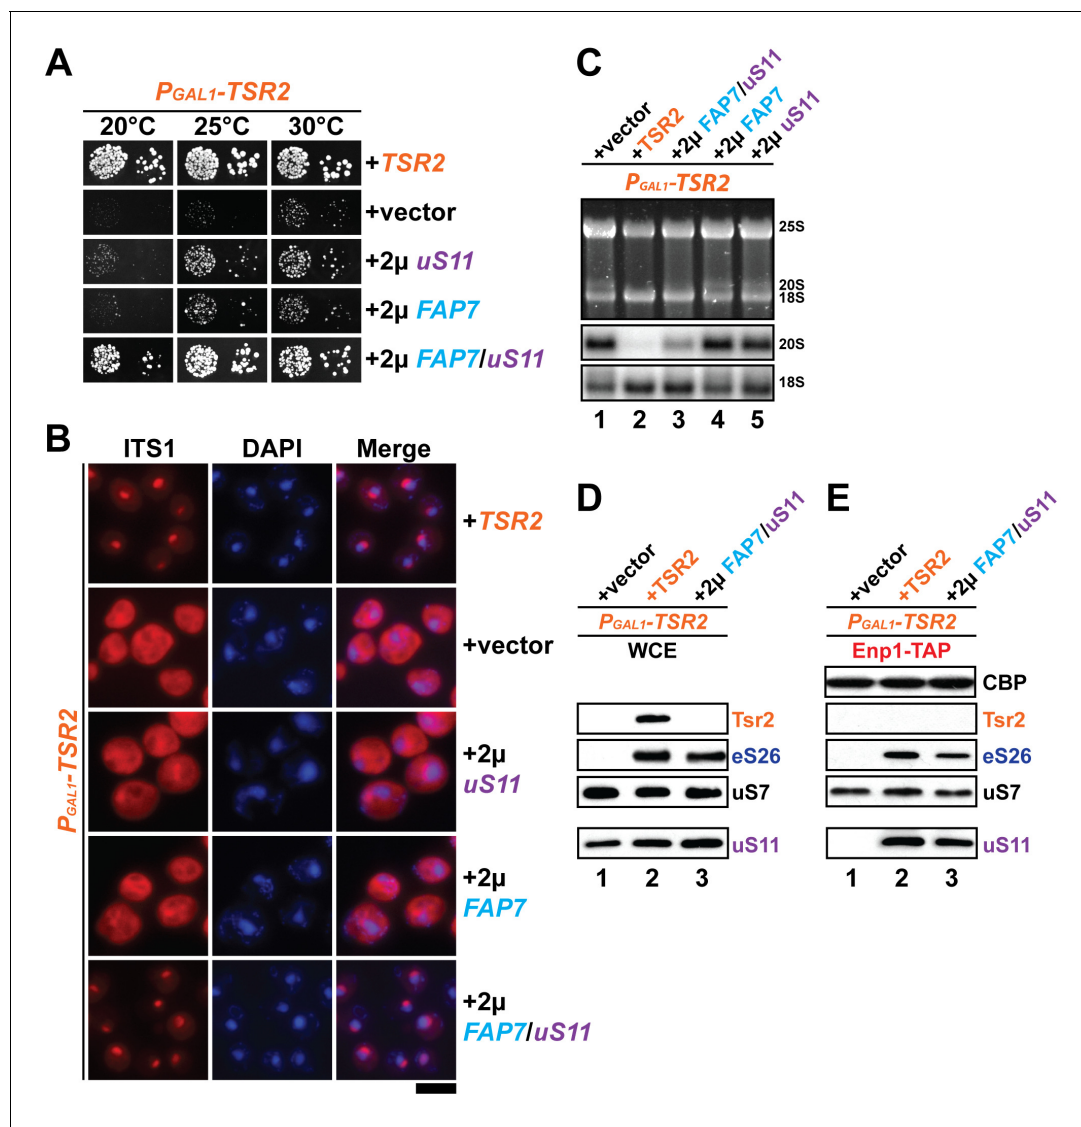 A
PGAL1-TSR2
20°C 25°C 30°C
+TSR2
+vector
+2µ uS11
+2µ FAP7
+2µ FAP7/uS11
B
ITS1 DAPI Merge
PGAL1-TSR2
+TSR2
+vector
+2µ
uS11
+2µ
FAP7
+2µ
FAP7/uS11
C
+vector
+TSR2
+2µ FAP7/uS11
+2µ FAP7
+2µ uS11
PGAL1-TSR2
25S
20S
18S
20S
18S
1 2 3 4 5
D
+vector
+TSR2
+2µ FAP7/uS11
PGAL1-TSR2
WCE
Tsr2
eS26
uS7
uS11
1 2 3
E
+vector
+TSR2
+2µ FAP7/uS11
PGAL1-TSR2
Enp1-TAP
CBP
Tsr2
eS26
uS7
uS11
1 2 3